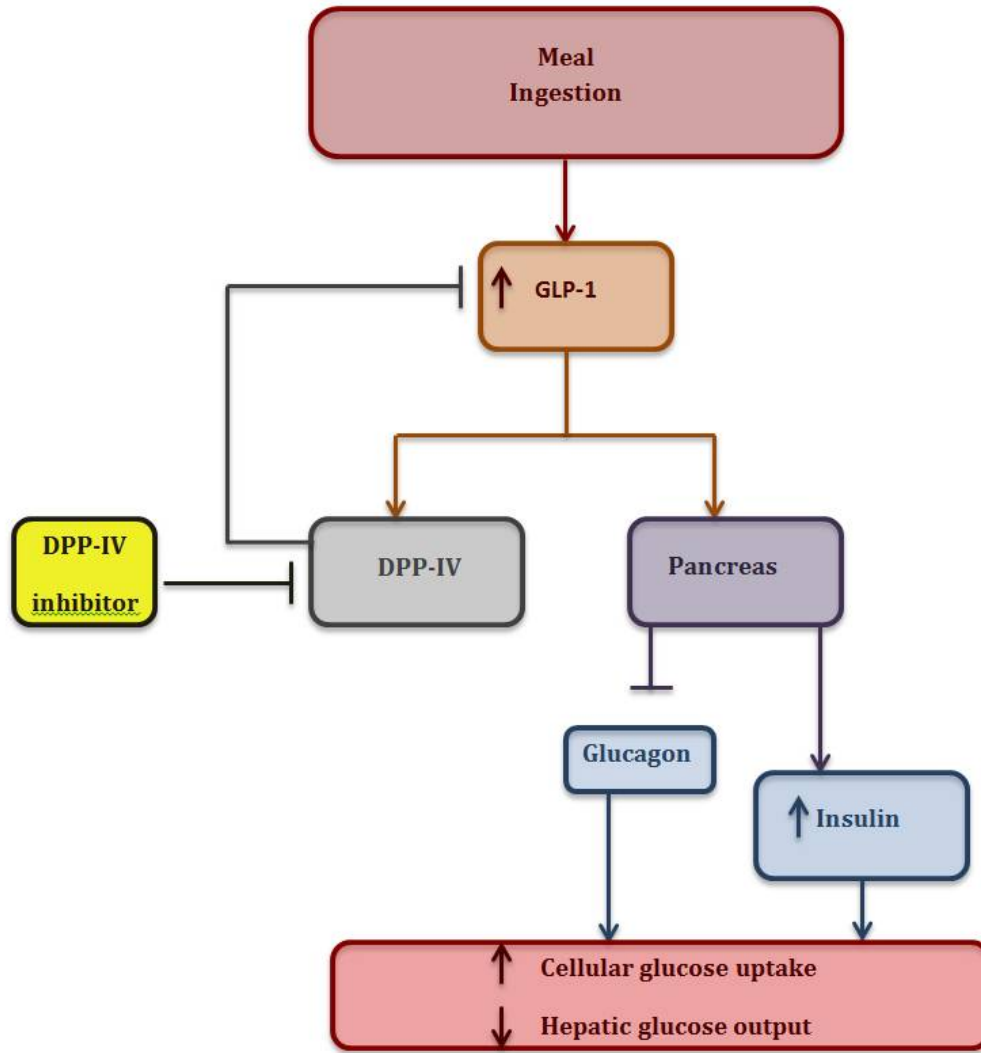 Meal
Ingestion
GLP-1
DPP-IV
inhibitor
DPP-IV
Pancreas
Glucagon
Insulin
Cellular glucose uptake
Hepatic glucose output